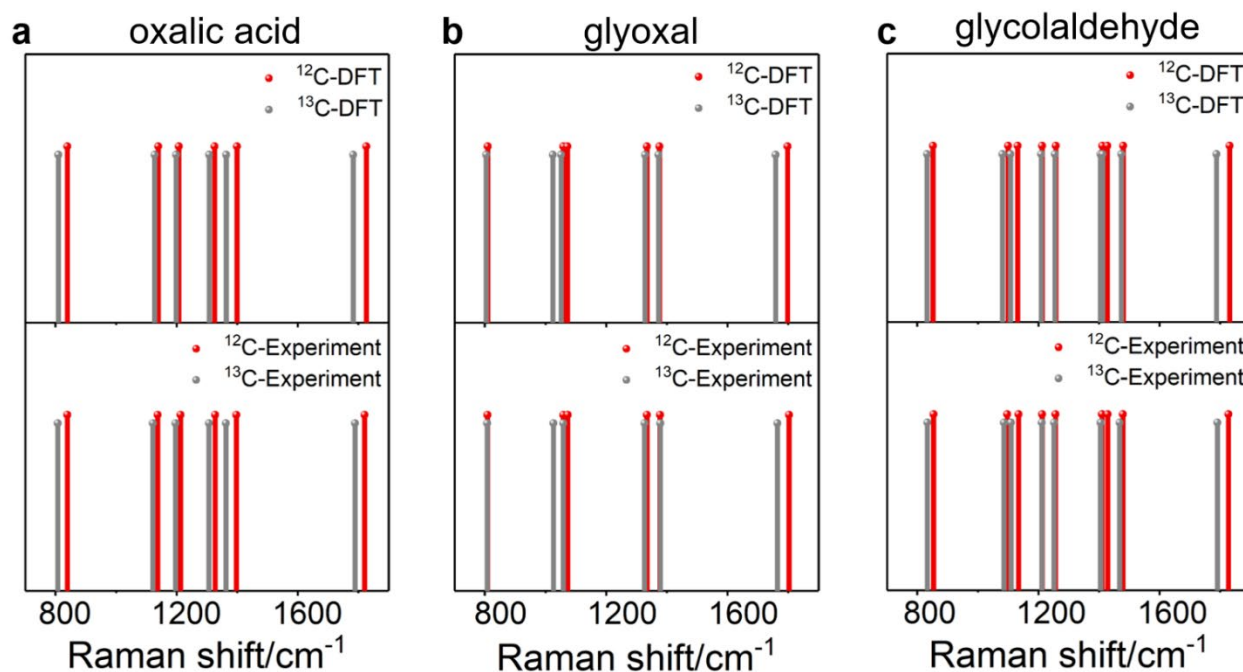 a oxalic acid
¹²C-DFT
¹³C-DFT
¹²C-Experiment
¹³C-Experiment
800 1200 1600
Raman shift/cm⁻¹
b glyoxal
¹²C-DFT
¹³C-DFT
¹²C-Experiment
¹³C-Experiment
800 1200 1600
Raman shift/cm⁻¹
c glycolaldehyde
¹²C-DFT
¹³C-DFT
¹²C-Experiment
¹³C-Experiment
800 1200 1600
Raman shift/cm⁻¹